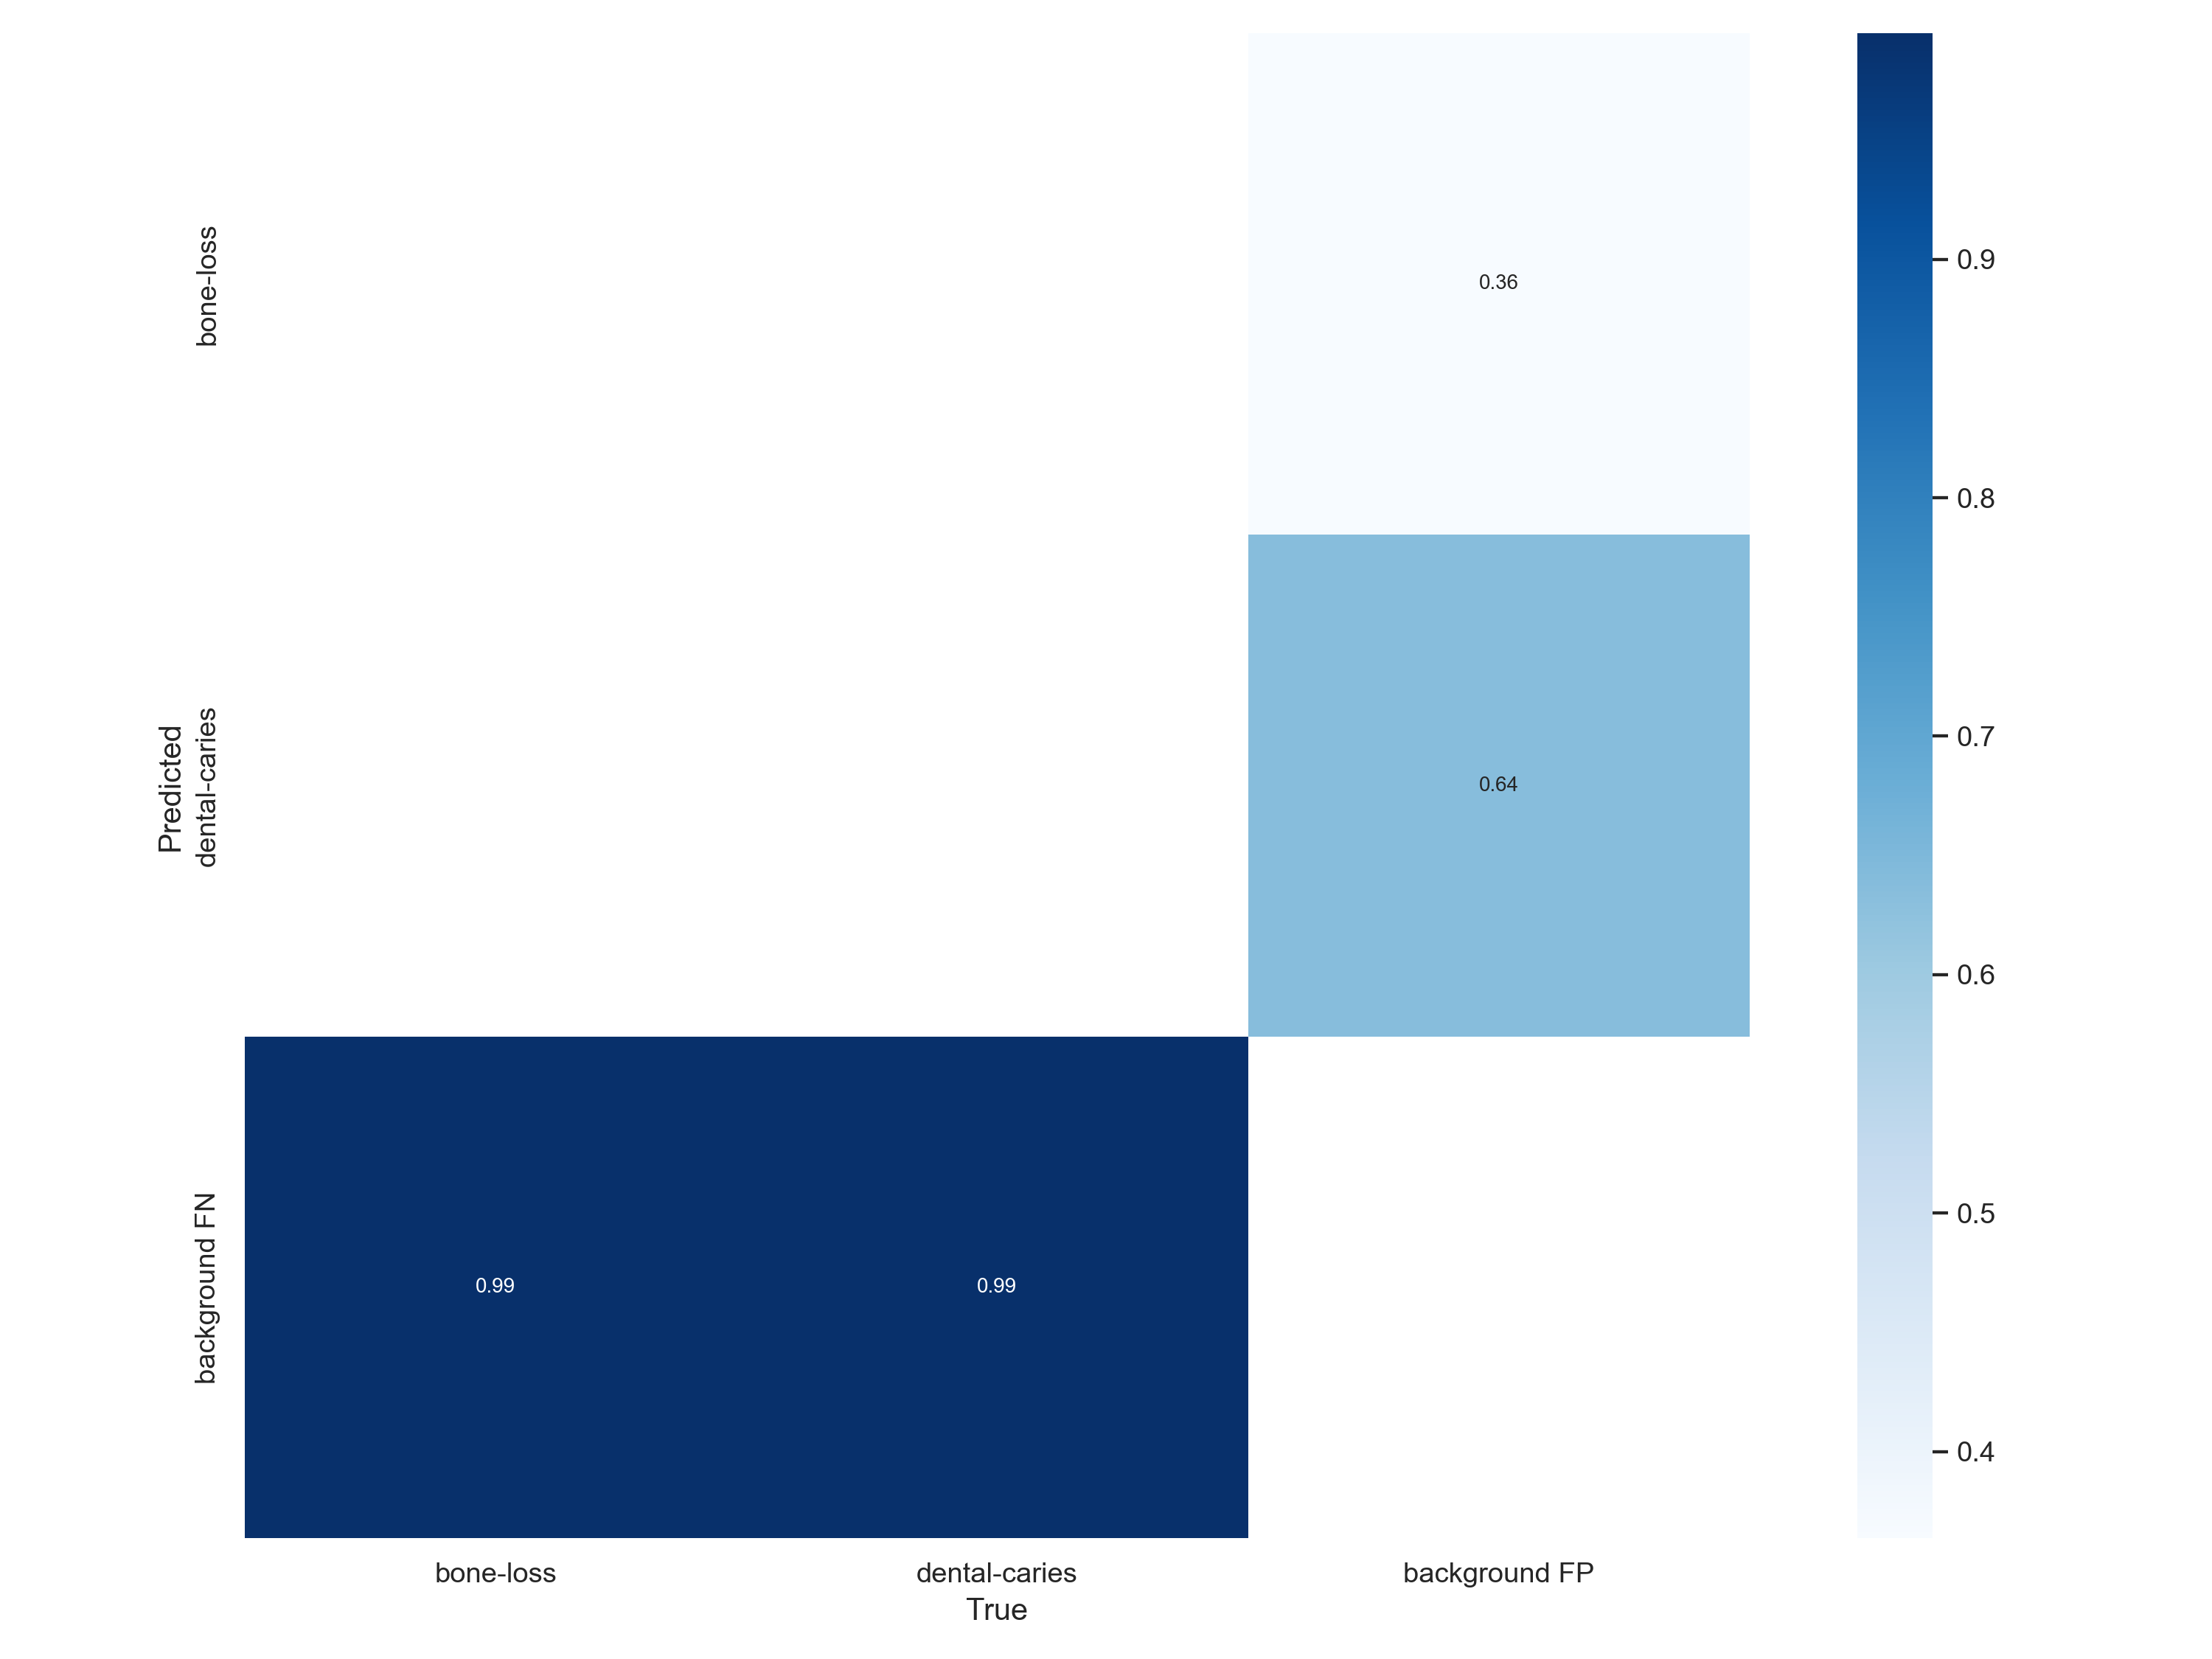 bone-loss
0.36
0.9
0.8
Predicted
dental-caries
0.64
0.7
0.6
background FN
0.99 0.99
0.5
0.4
bone-loss dental-caries background FP
True